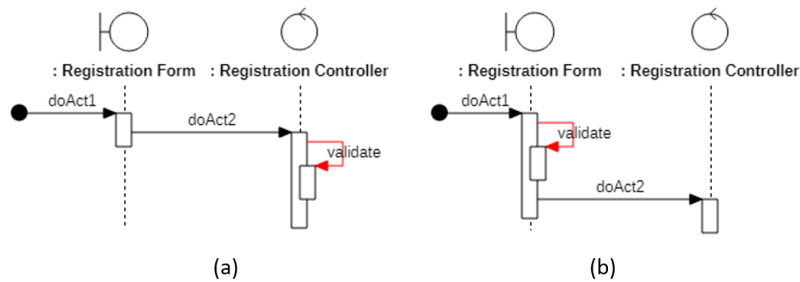 : Registration Form : Registration Controller
doAct1
doAct2
validate
(a)
: Registration Form : Registration Controller
doAct1
validate
doAct2
(b)